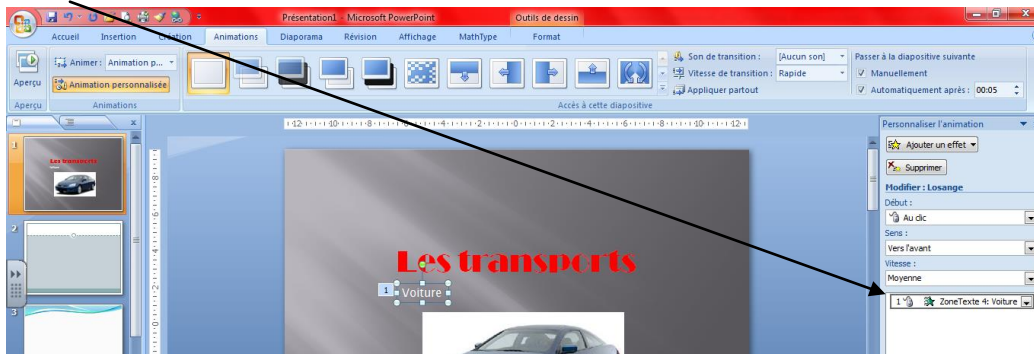 Présentation1 - Microsoft PowerPoint
Outils de dessin
Accueil Insertion Création Animations Diaporama Révision Affichage MathType Format
Aperçu
Animer : Animation p...
Animation personnalisée
Son de transition : [Aucun son]
Vitesse de transition : Rapide
Appliquer partout
Passer à la diapositive suivante
Manuellement
Automatiquement après : 00:05
Aperçu Animations Accès à cette diapositive
Personnaliser l'animation
Ajouter un effet
Supprimer
Modifier : Losange
Début :
Au clic
Sens :
Vers l'avant
Vitesse :
Moyenne
1 ZoneTexte 4: Voiture
1
Les transports
2
3
Les transports
1 Voiture